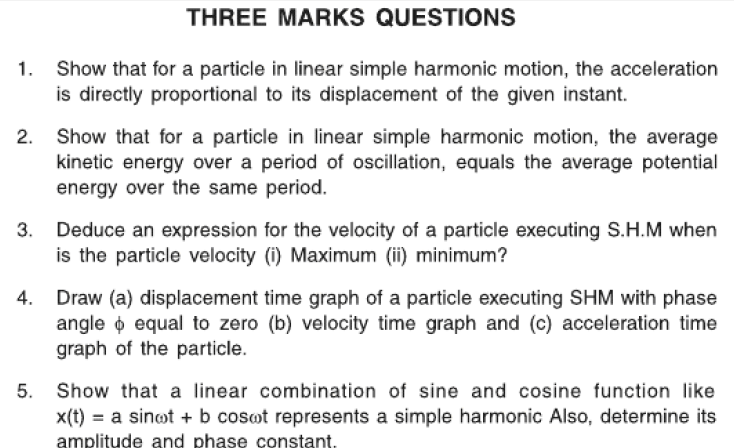 THREE MARKS QUESTIONS
1. Show that for a particle in linear simple harmonic motion, the acceleration
is directly proportional to its displacement of the given instant.
2. Show that for a particle in linear simple harmonic motion, the average
kinetic energy over a period of oscillation, equals the average potential
energy over the same period.
3. Deduce an expression for the velocity of a particle executing S.H.M when
is the particle velocity (i) Maximum (ii) minimum?
4. Draw (a) displacement time graph of a particle executing SHM with phase
angle ϕ equal to zero (b) velocity time graph and (c) acceleration time
graph of the particle.
5. Show that a linear combination of sine and cosine function like
x(t) = a sinωt + b cosωt represents a simple harmonic Also, determine its
amplitude and phase constant.